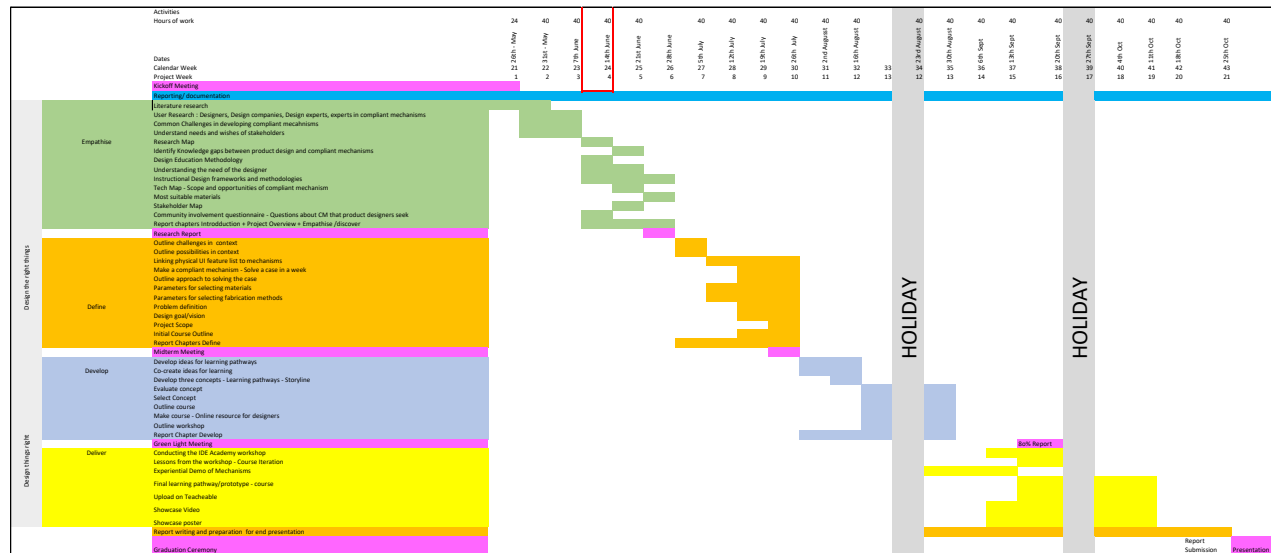 Activities
Hours of work 24 40 40 40 40 40 40 40 40 40 40 40 40 40 40 40 40 40 40 40 40
26th - May 31st - May 7th June 14th June 21st June 28th June 5th July 12th July 19th July 26th July 2nd August 16th August 23rd August 30th August 6th Sept 13th Sept 20th Sept 27th Sept 4th Oct 11th Oct 18th Oct 25th Oct
Dates
Calendar Week 21 22 23 24 25 26 27 28 29 30 31 32 33 34 35 36 37 38 39 40 41 42 43
Project Week 1 2 3 4 5 6 7 8 9 10 11 12 13 14 15 16 17 18 19 20 21
Kickoff Meeting
Reporting/ documentation
Design the right things
Literature research
User Research : Designers, Design companies, Design experts, experts in compliant mechanisms
Common Challenges in developing compliant mecahnisms
Understand needs and wishes of stakeholders
Empathise Research Map
Identify Knowledge gaps between product design and compliant mechanisms
Design Education Methodology
Understanding the need of the designer
Instructional Design frameworks and methodologies
Tech Map - Scope and opportunities of compliant mechanism
Most suitable materials
Stakeholder Map
Community involvement questionnaire - Questions about CM that product designers seek
Report chapters Introdduction + Project Overview + Empathise /discover
Research Report
Outline challenges in context
Outline possibilities in context
Linking physical UI feature list to mechanisms
Make a compliant mechanism - Solve a case in a week
Outline approach to solving the case
Parameters for selecting materials
Parameters for selecting fabrication methods
Define Problem definition
Design goal/vision
Project Scope
Initial Course Outline
Report Chapters Define
HOLIDAY
HOLIDAY
Midterm Meeting
Design things right
Develop ideas for learning pathways
Develop Co-create ideas for learning
Develop three concepts - Learning pathways - Storyline
Evaluate concept
Select Concept
Outline course
Make course - Online resource for designers
Outline workshop
Report Chapter Develop
Green Light Meeting 80% Report
Deliver Conducting the IDE Academy workshop
Lessons from the workshop - Course Iteration
Experiential Demo of Mechanisms
Final learning pathway/prototype - course
Upload on Teacheable
Showcase Video
Showcase poster
Report writing and preparation for end presentation
Report
Submission
Graduation Ceremony Presentation